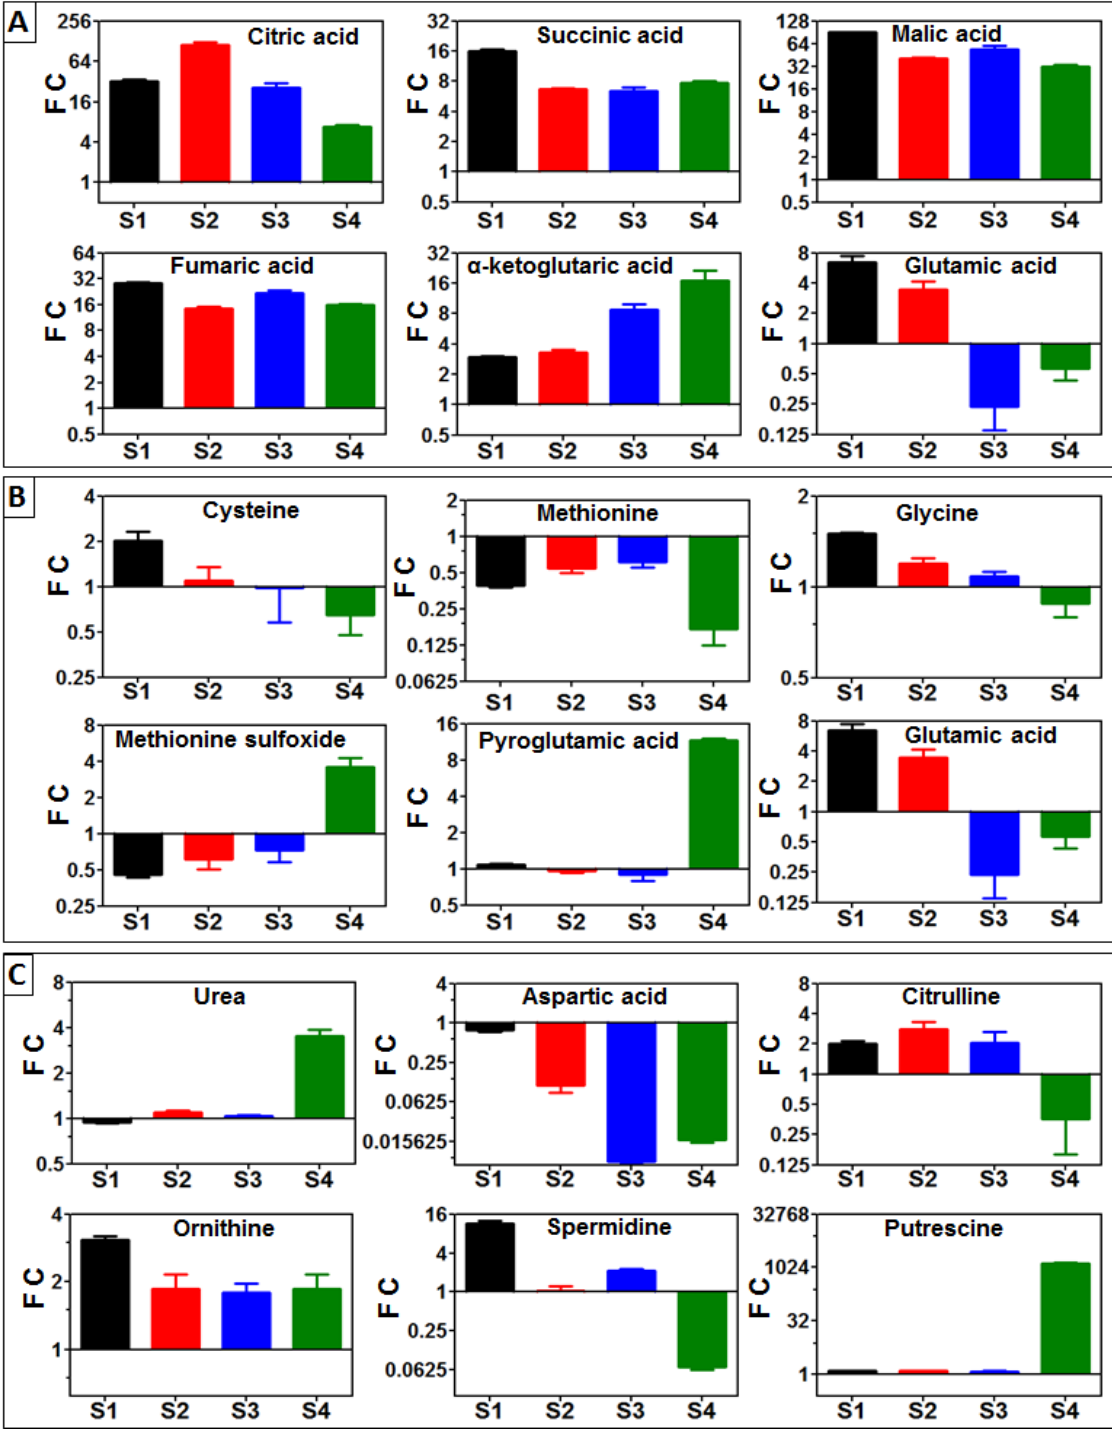 A
Citric acid
256
64
16
4
1
F C
S1 S2 S3 S4
Succinic acid
32
16
8
4
2
1
0.5
F C
S1 S2 S3 S4
Malic acid
128
64
32
16
8
4
2
1
0.5
F C
S1 S2 S3 S4
Fumaric acid
64
32
16
8
4
2
1
0.5
F C
S1 S2 S3 S4
α-ketoglutaric acid
32
16
8
4
2
1
0.5
F C
S1 S2 S3 S4
Glutamic acid
8
4
2
1
0.5
0.25
0.125
F C
S1 S2 S3 S4
B
Cysteine
4
2
1
0.5
0.25
F C
S1 S2 S3 S4
Methionine
2
1
0.5
0.25
0.125
0.0625
F C
S1 S2 S3 S4
Glycine
2
1
0.5
F C
S1 S2 S3 S4
Methionine sulfoxide
8
4
2
1
0.5
0.25
F C
S1 S2 S3 S4
Pyroglutamic acid
16
8
4
2
1
0.5
F C
S1 S2 S3 S4
Glutamic acid
8
4
2
1
0.5
0.25
0.125
F C
S1 S2 S3 S4
C
Urea
8
4
2
1
0.5
F C
S1 S2 S3 S4
Aspartic acid
4
1
0.25
0.0625
0.015625
F C
S1 S2 S3 S4
Citrulline
8
4
2
1
0.5
0.25
0.125
F C
S1 S2 S3 S4
Ornithine
4
2
1
F C
S1 S2 S3 S4
Spermidine
16
4
1
0.25
0.0625
F C
S1 S2 S3 S4
Putrescine
32768
1024
32
1
F C
S1 S2 S3 S4